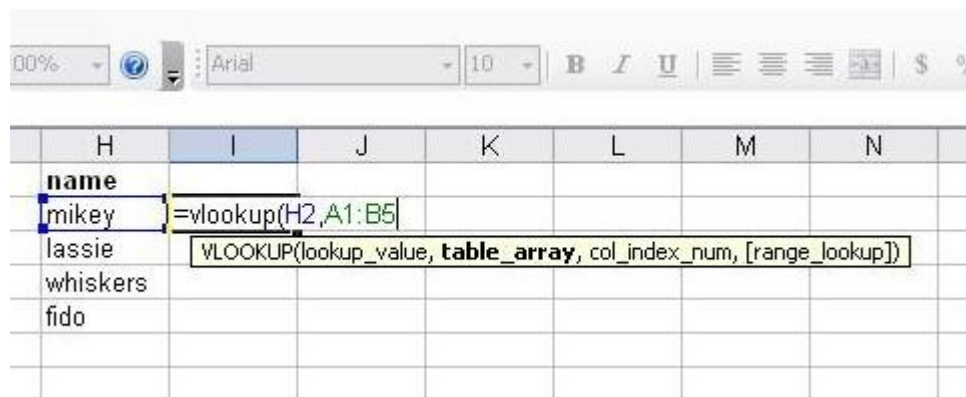 00% Arial 10 B I U $ %
H I J K L M N
name
mikey =vlookup(H2,A1:B5
lassie VLOOKUP(lookup_value, table_array, col_index_num, [range_lookup])
whiskers
fido